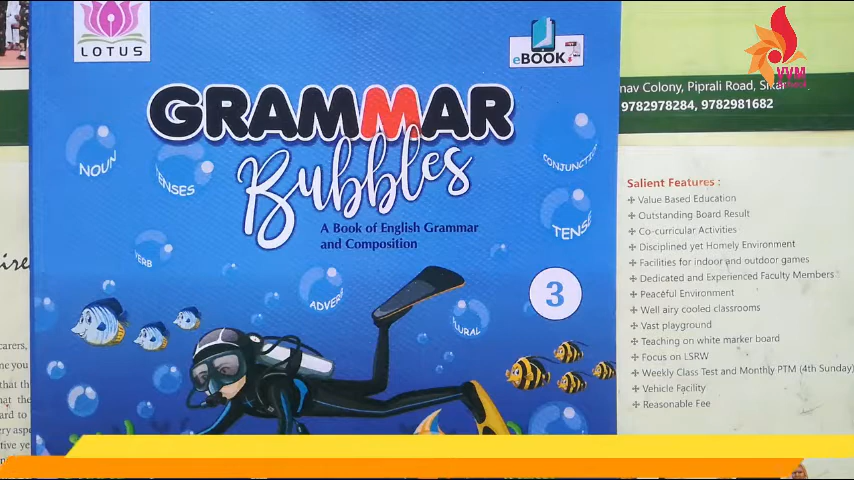 LOTUS
eBOOK
GRAMMAR
Bubbles
A Book of English Grammar
and Composition
3
NOUN
TENSES
VERB
ADVERB
PLURAL
CONJUNCTION
TENSE
VYM
nav Colony, Piprali Road, Sikar
9782978284, 9782981682
Salient Features :
✢ Value Based Education
✢ Outstanding Board Result
✢ Co-curricular Activities
✢ Disciplined yet Homely Environment
✢ Facilities for indoor and outdoor games
✢ Dedicated and Experienced Faculty Members
✢ Peaceful Environment
✢ Well airy cooled classrooms
✢ Vast playground
✢ Teaching on white marker board
✢ Focus on LSRW
✢ Weekly Class Test and Monthly PTM (4th Sunday)
✢ Vehicle Facility
✢ Reasonable Fee